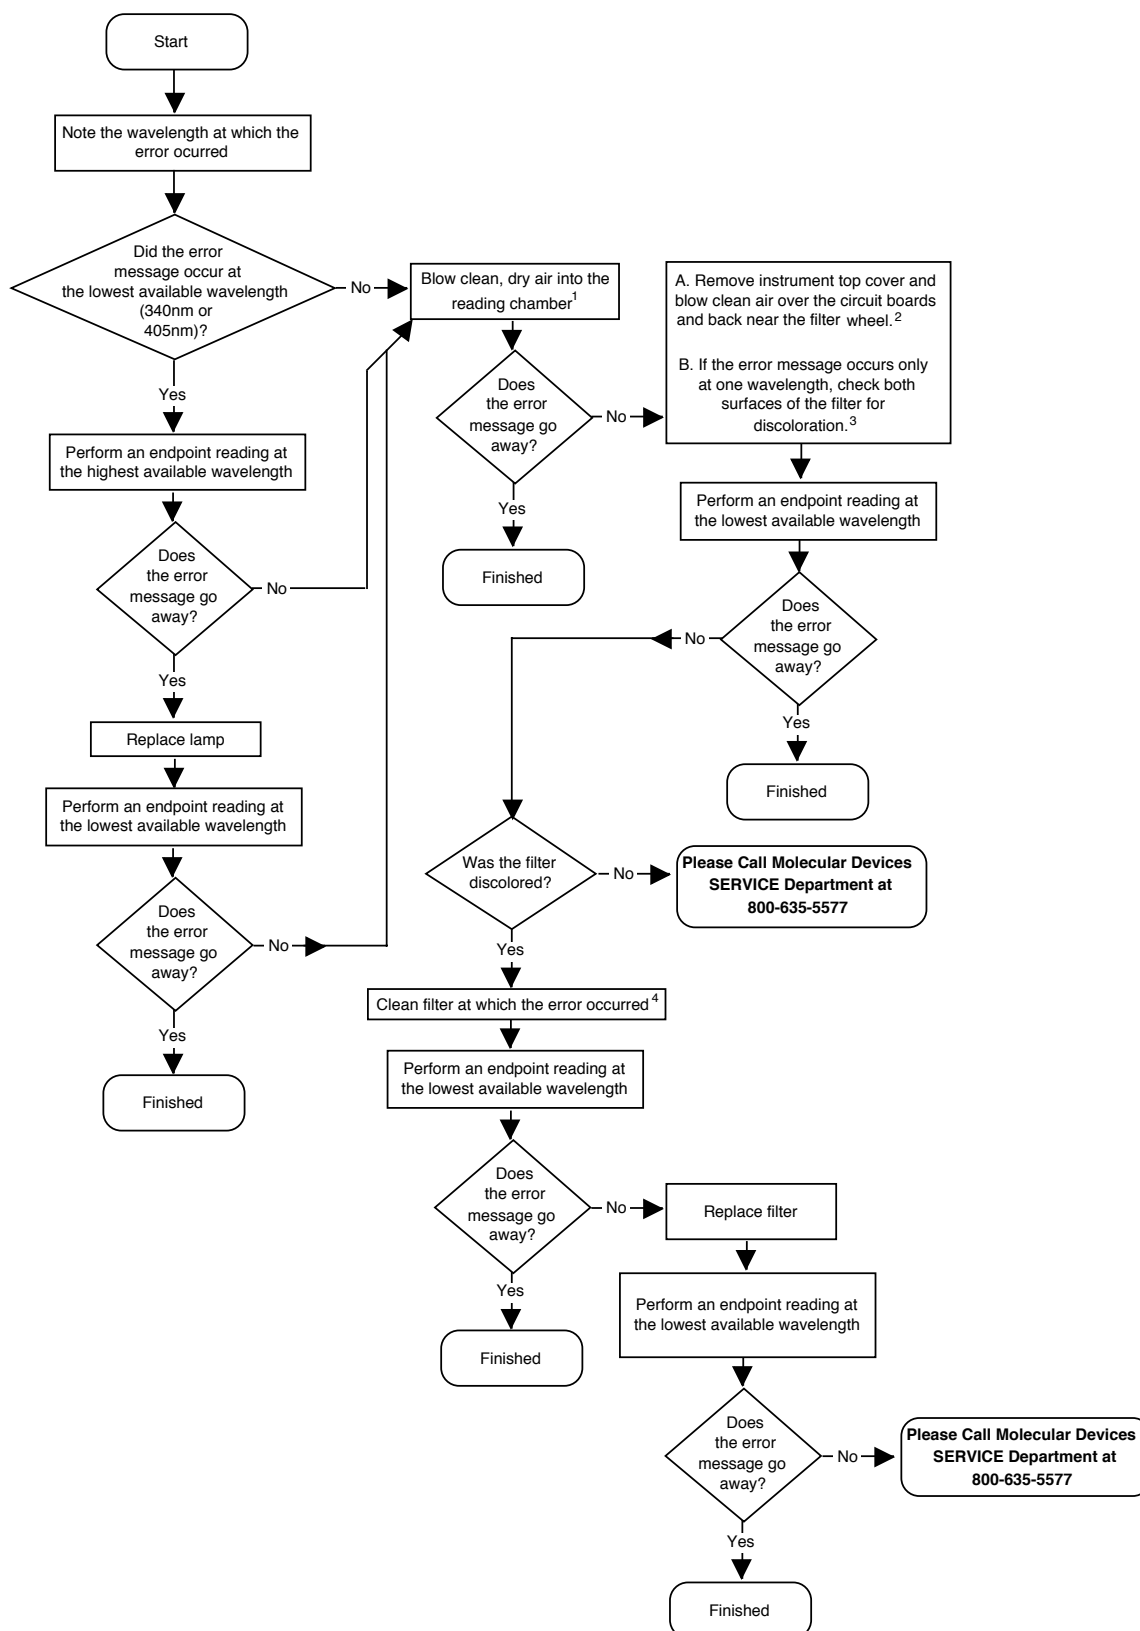 Start
Note the wavelength at which the
error ocurred
Did the error
message occur at
the lowest available wavelength
(340nm or
405nm)?
No
Yes
Perform an endpoint reading at
the highest available wavelength
Does
the error
message go
away?
No
Yes
Replace lamp
Perform an endpoint reading at
the lowest available wavelength
Does
the error
message go
away?
No
Yes
Finished
Blow clean, dry air into the
reading chamber1
Does
the error
message go
away?
No
Yes
Finished
A. Remove instrument top cover and
blow clean air over the circuit boards
and back near the filter wheel.2
B. If the error message occurs only
at one wavelength, check both
surfaces of the filter for
discoloration.3
Perform an endpoint reading at
the lowest available wavelength
Does
the error
message go
away?
No
Yes
Finished
Was the filter
discolored?
No
Please Call Molecular Devices
SERVICE Department at
800-635-5577
Yes
Clean filter at which the error occurred4
Perform an endpoint reading at
the lowest available wavelength
Does
the error
message go
away?
No
Yes
Finished
Replace filter
Perform an endpoint reading at
the lowest available wavelength
Does
the error
message go
away?
No
Please Call Molecular Devices
SERVICE Department at
800-635-5577
Yes
Finished